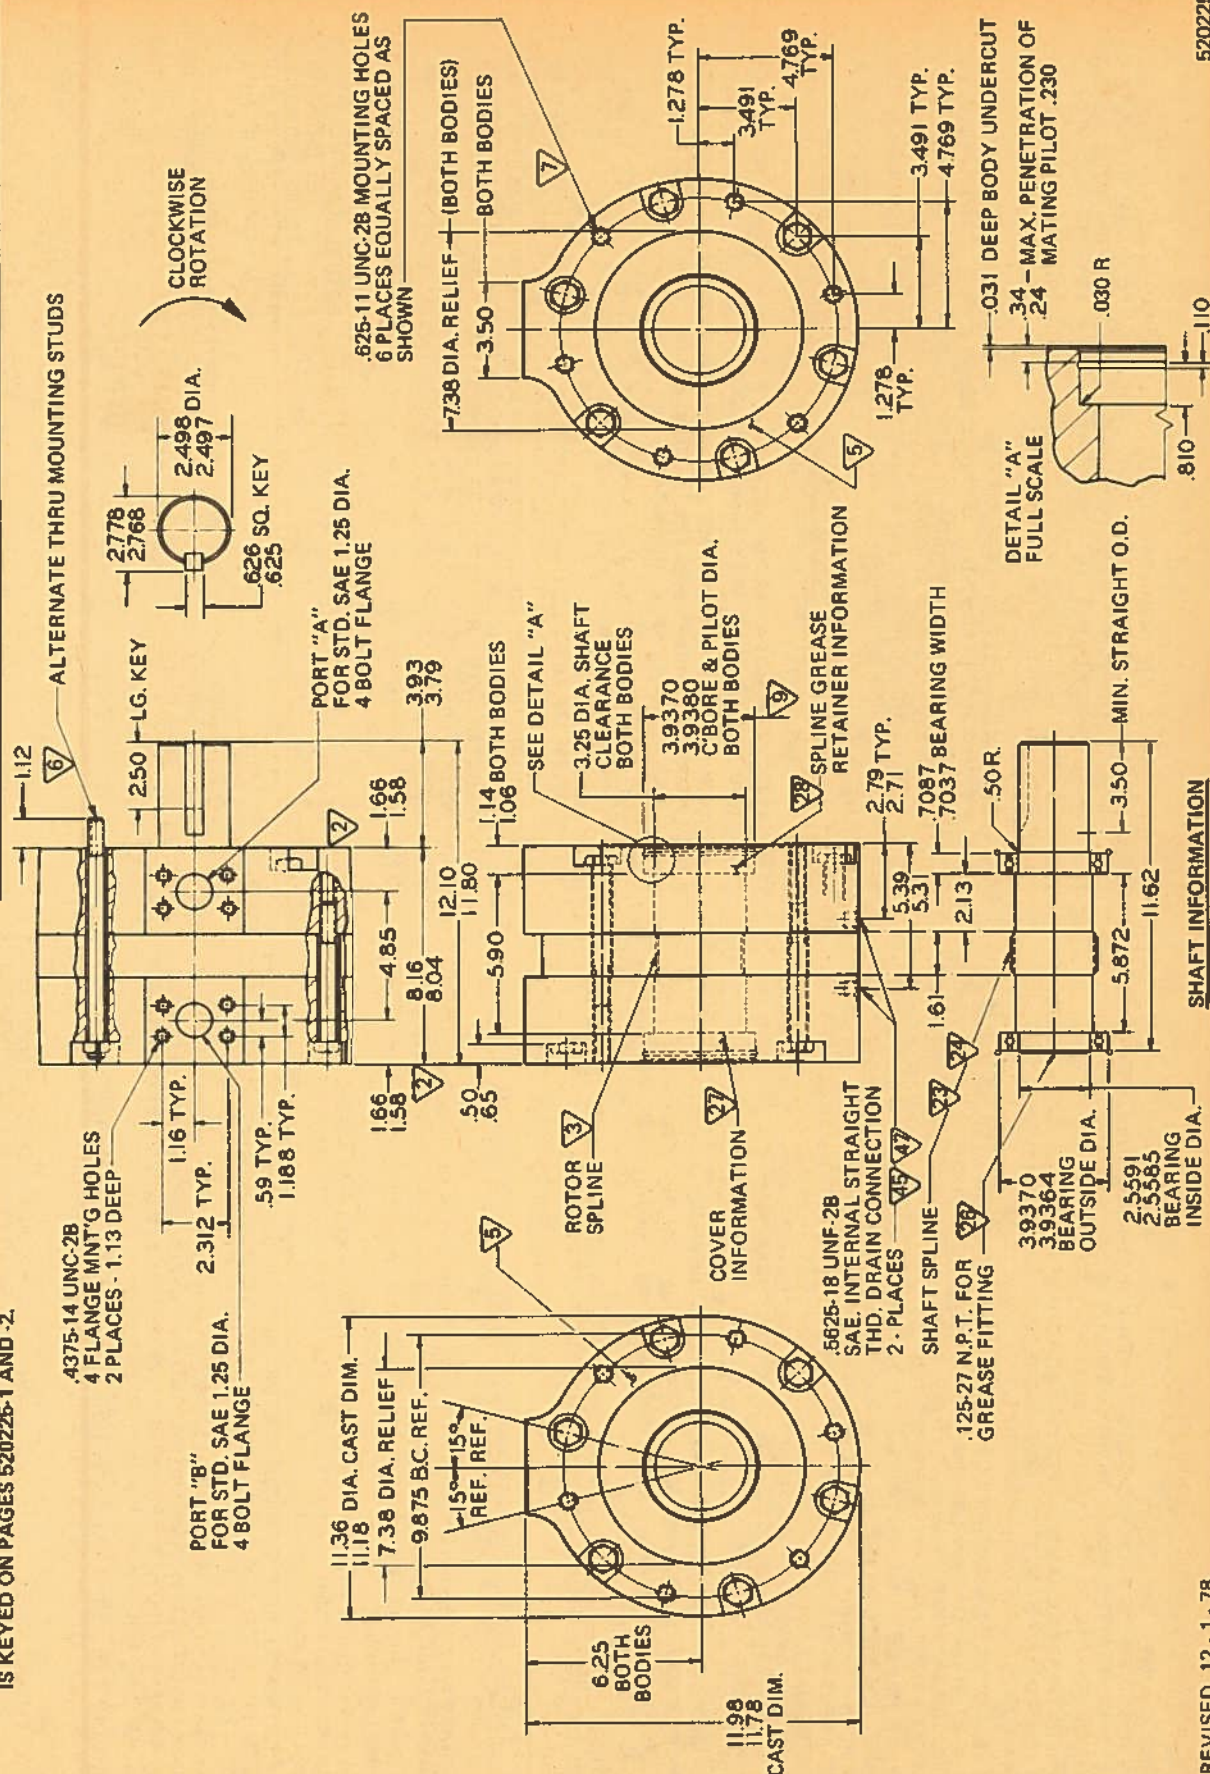 IS KEYED ON PAGES 520225-1 AND -2.
.4375-14 UNC-2B
4 FLANGE MNT'G HOLES
2 PLACES - 1.13 DEEP
PORT "B"
FOR STD. SAE 1.25 DIA.
4 BOLT FLANGE
1.16 TYP.
2.312 TYP.
.59 TYP.
1.188 TYP.
1.12
6
ALTERNATE THRU MOUNTING STUDS
2.50 LG. KEY
PORT "A"
FOR STD. SAE 1.25 DIA.
4 BOLT FLANGE
2
4.85
1.66
1.58
2
8.16
8.04
1.66
1.58
3.93
3.79
12.10
11.80
2.778
2.768
2.498 DIA.
2.497
.626 SQ. KEY
.625
CLOCKWISE
ROTATION
.625-11 UNC-2B MOUNTING HOLES
6 PLACES EQUALLY SPACED AS
SHOWN
7.38 DIA. RELIEF (BOTH BODIES)
3.50 BOTH BODIES
7
1.278 TYP.
3.491
TYP.
4.769
TYP.
3.491 TYP.
4.769 TYP.
1.278
TYP.
5
11.36 DIA. CAST DIM.
11.18
7.38 DIA. RELIEF
9.875 B.C. REF.
15° 15°
REF. REF.
5
6.25
BOTH
BODIES
11.98
11.78
CAST DIM.
.50
.65
5.90
1.14 BOTH BODIES
1.06
SEE DETAIL "A"
3.25 DIA. SHAFT
CLEARANCE
BOTH BODIES
3.9370
3.9380
C'BORE & PILOT DIA.
BOTH BODIES
9
ROTOR
SPLINE
3
COVER
INFORMATION
27
28
SPLINE GREASE
RETAINER INFORMATION
2.79 TYP.
2.71
5.39
5.31
.5625-18 UNF-2B
SAE. INTERNAL STRAIGHT
THD. DRAIN CONNECTION
2 - PLACES
45
47
SHAFT SPLINE
23
24
.125-27 N.P.T. FOR
GREASE FITTING
26
3.9370
3.9364
BEARING
OUTSIDE DIA.
2.5591
2.5585
BEARING
INSIDE DIA.
1.61
2.13
.7087
.7037 BEARING WIDTH
.50 R.
3.50
MIN. STRAIGHT O.D.
5.872
11.62
SHAFT INFORMATION
DETAIL "A"
FULL SCALE
.031 DEEP BODY UNDERCUT
.34 - MAX. PENETRATION OF
.24 MATING PILOT .230
.030 R
.810
.110
REVISED 12 - 1 - 78